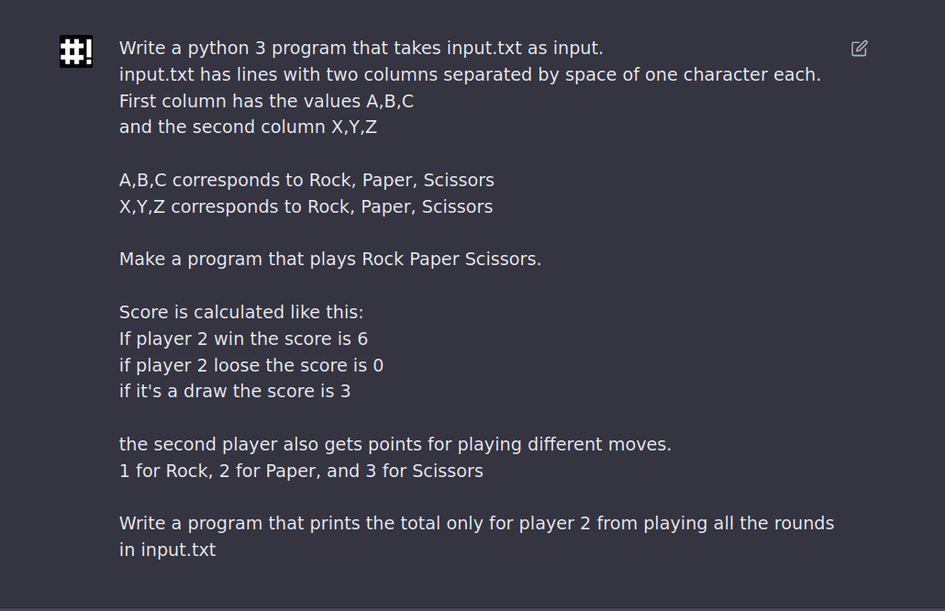 #!
Write a python 3 program that takes input.txt as input.
input.txt has lines with two columns separated by space of one character each.
First column has the values A,B,C
and the second column X,Y,Z
A,B,C corresponds to Rock, Paper, Scissors
X,Y,Z corresponds to Rock, Paper, Scissors
Make a program that plays Rock Paper Scissors.
Score is calculated like this:
If player 2 win the score is 6
if player 2 loose the score is 0
if it's a draw the score is 3
the second player also gets points for playing different moves.
1 for Rock, 2 for Paper, and 3 for Scissors
Write a program that prints the total only for player 2 from playing all the rounds
in input.txt